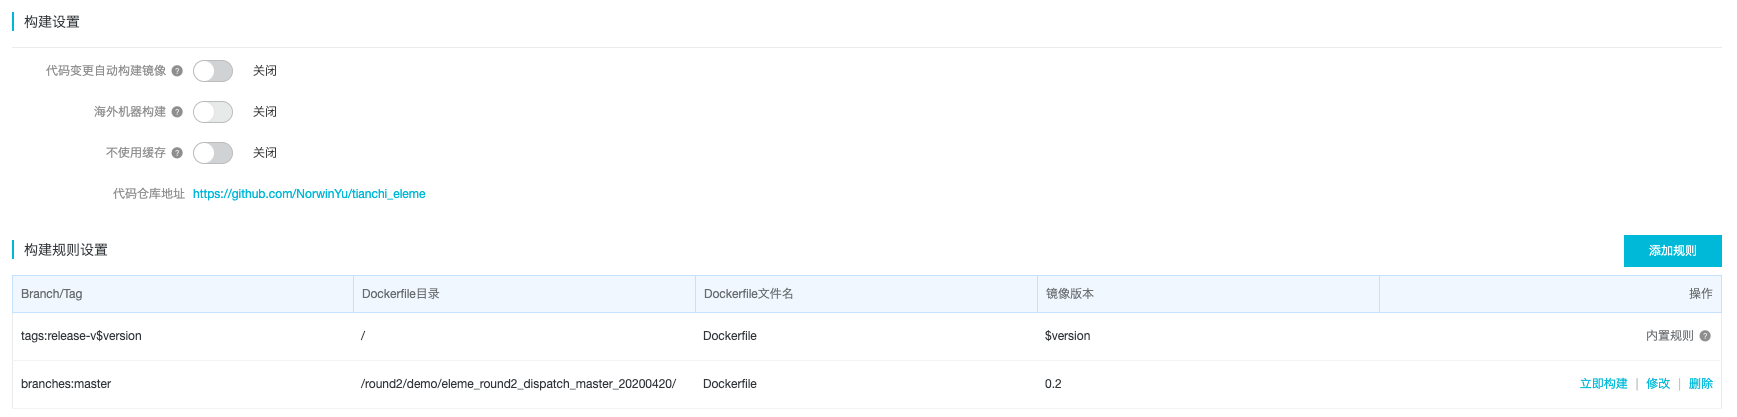 构建设置
代码变更自动构建镜像 ? 关闭
海外机器构建 ? 关闭
不使用缓存 ? 关闭
代码仓库地址 https://github.com/NorwinYu/tianchi_eleme
构建规则设置 添加规则
Branch/Tag Dockerfile目录 Dockerfile文件名 镜像版本 操作
tags:release-v$version / Dockerfile $version 内置规则 ?
branches:master /round2/demo/eleme_round2_dispatch_master_20200420/ Dockerfile 0.2 立即构建 | 修改 | 删除